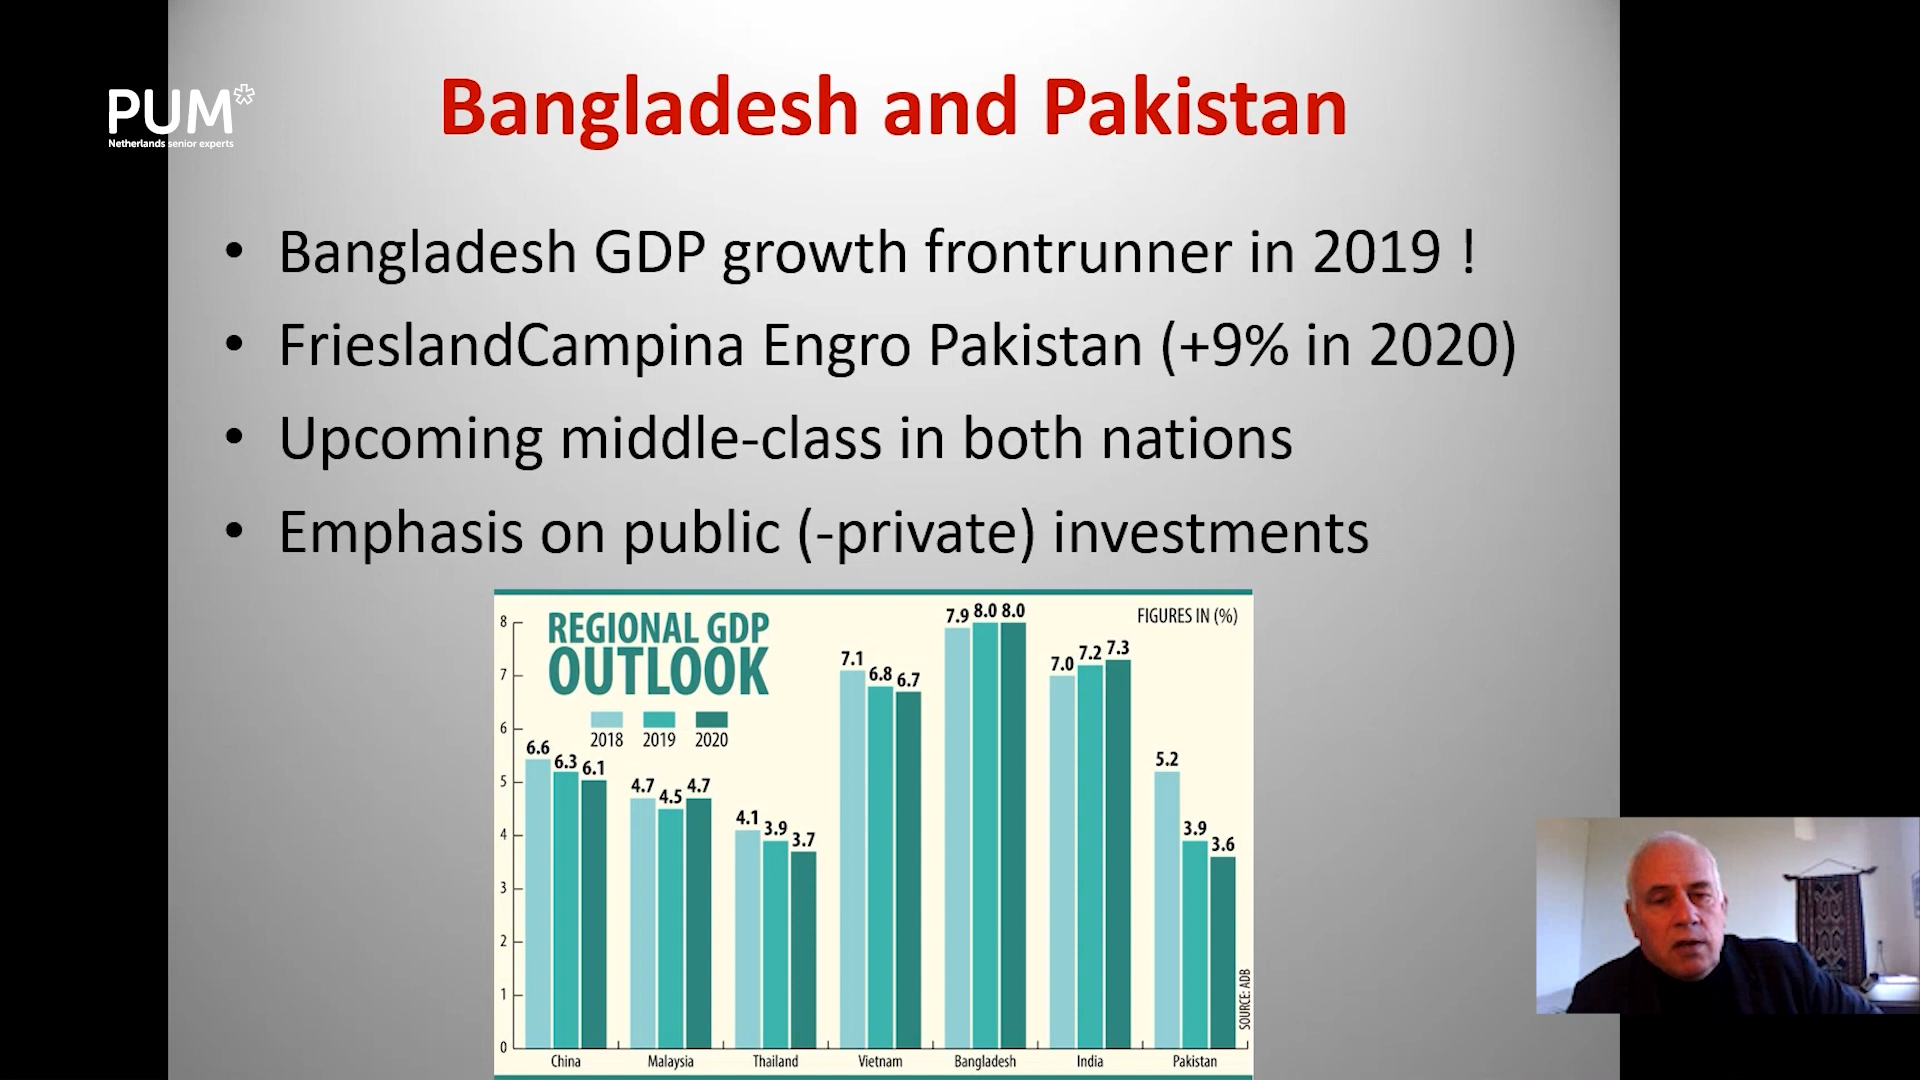 PUM
Netherlands senior experts
Bangladesh and Pakistan
• Bangladesh GDP growth frontrunner in 2019 !
• FrieslandCampina Engro Pakistan (+9% in 2020)
• Upcoming middle-class in both nations
• Emphasis on public (-private) investments
REGIONAL GDP
OUTLOOK
FIGURES IN (%)
2018 2019 2020
8
7
6
5
4
3
2
1
0
6.6 6.3 6.1
4.7 4.5 4.7
4.1 3.9 3.7
7.1 6.8 6.7
7.9 8.0 8.0
7.0 7.2 7.3
5.2 3.9 3.6
China Malaysia Thailand Vietnam Bangladesh India Pakistan
SOURCE: ADB